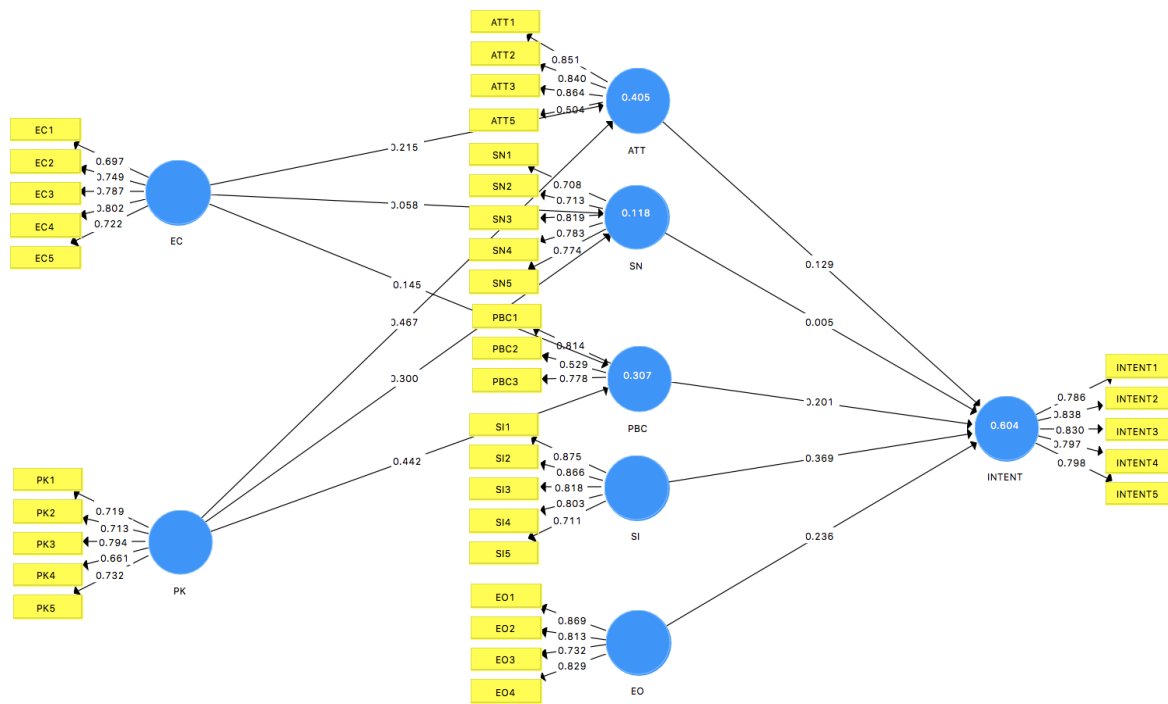 EC1
EC2
EC3
EC4
EC5
0.697
0.749
0.787
0.802
0.722
EC
PK1
PK2
PK3
PK4
PK5
0.719
0.713
0.794
0.661
0.732
PK
0.215
0.058
0.145
0.467
0.300
0.442
ATT1
ATT2
ATT3
ATT5
0.851
0.840
0.864
0.504
0.405
ATT
SN1
SN2
SN3
SN4
SN5
0.708
0.713
0.819
0.783
0.774
0.118
SN
PBC1
PBC2
PBC3
0.814
0.529
0.778
0.307
PBC
SI1
SI2
SI3
SI4
SI5
0.875
0.866
0.818
0.803
0.711
SI
EO1
EO2
EO3
EO4
0.869
0.813
0.732
0.829
EO
0.129
0.005
0.201
0.369
0.236
0.604
INTENT
0.786
0.838
0.830
0.797
0.798
INTENT1
INTENT2
INTENT3
INTENT4
INTENT5